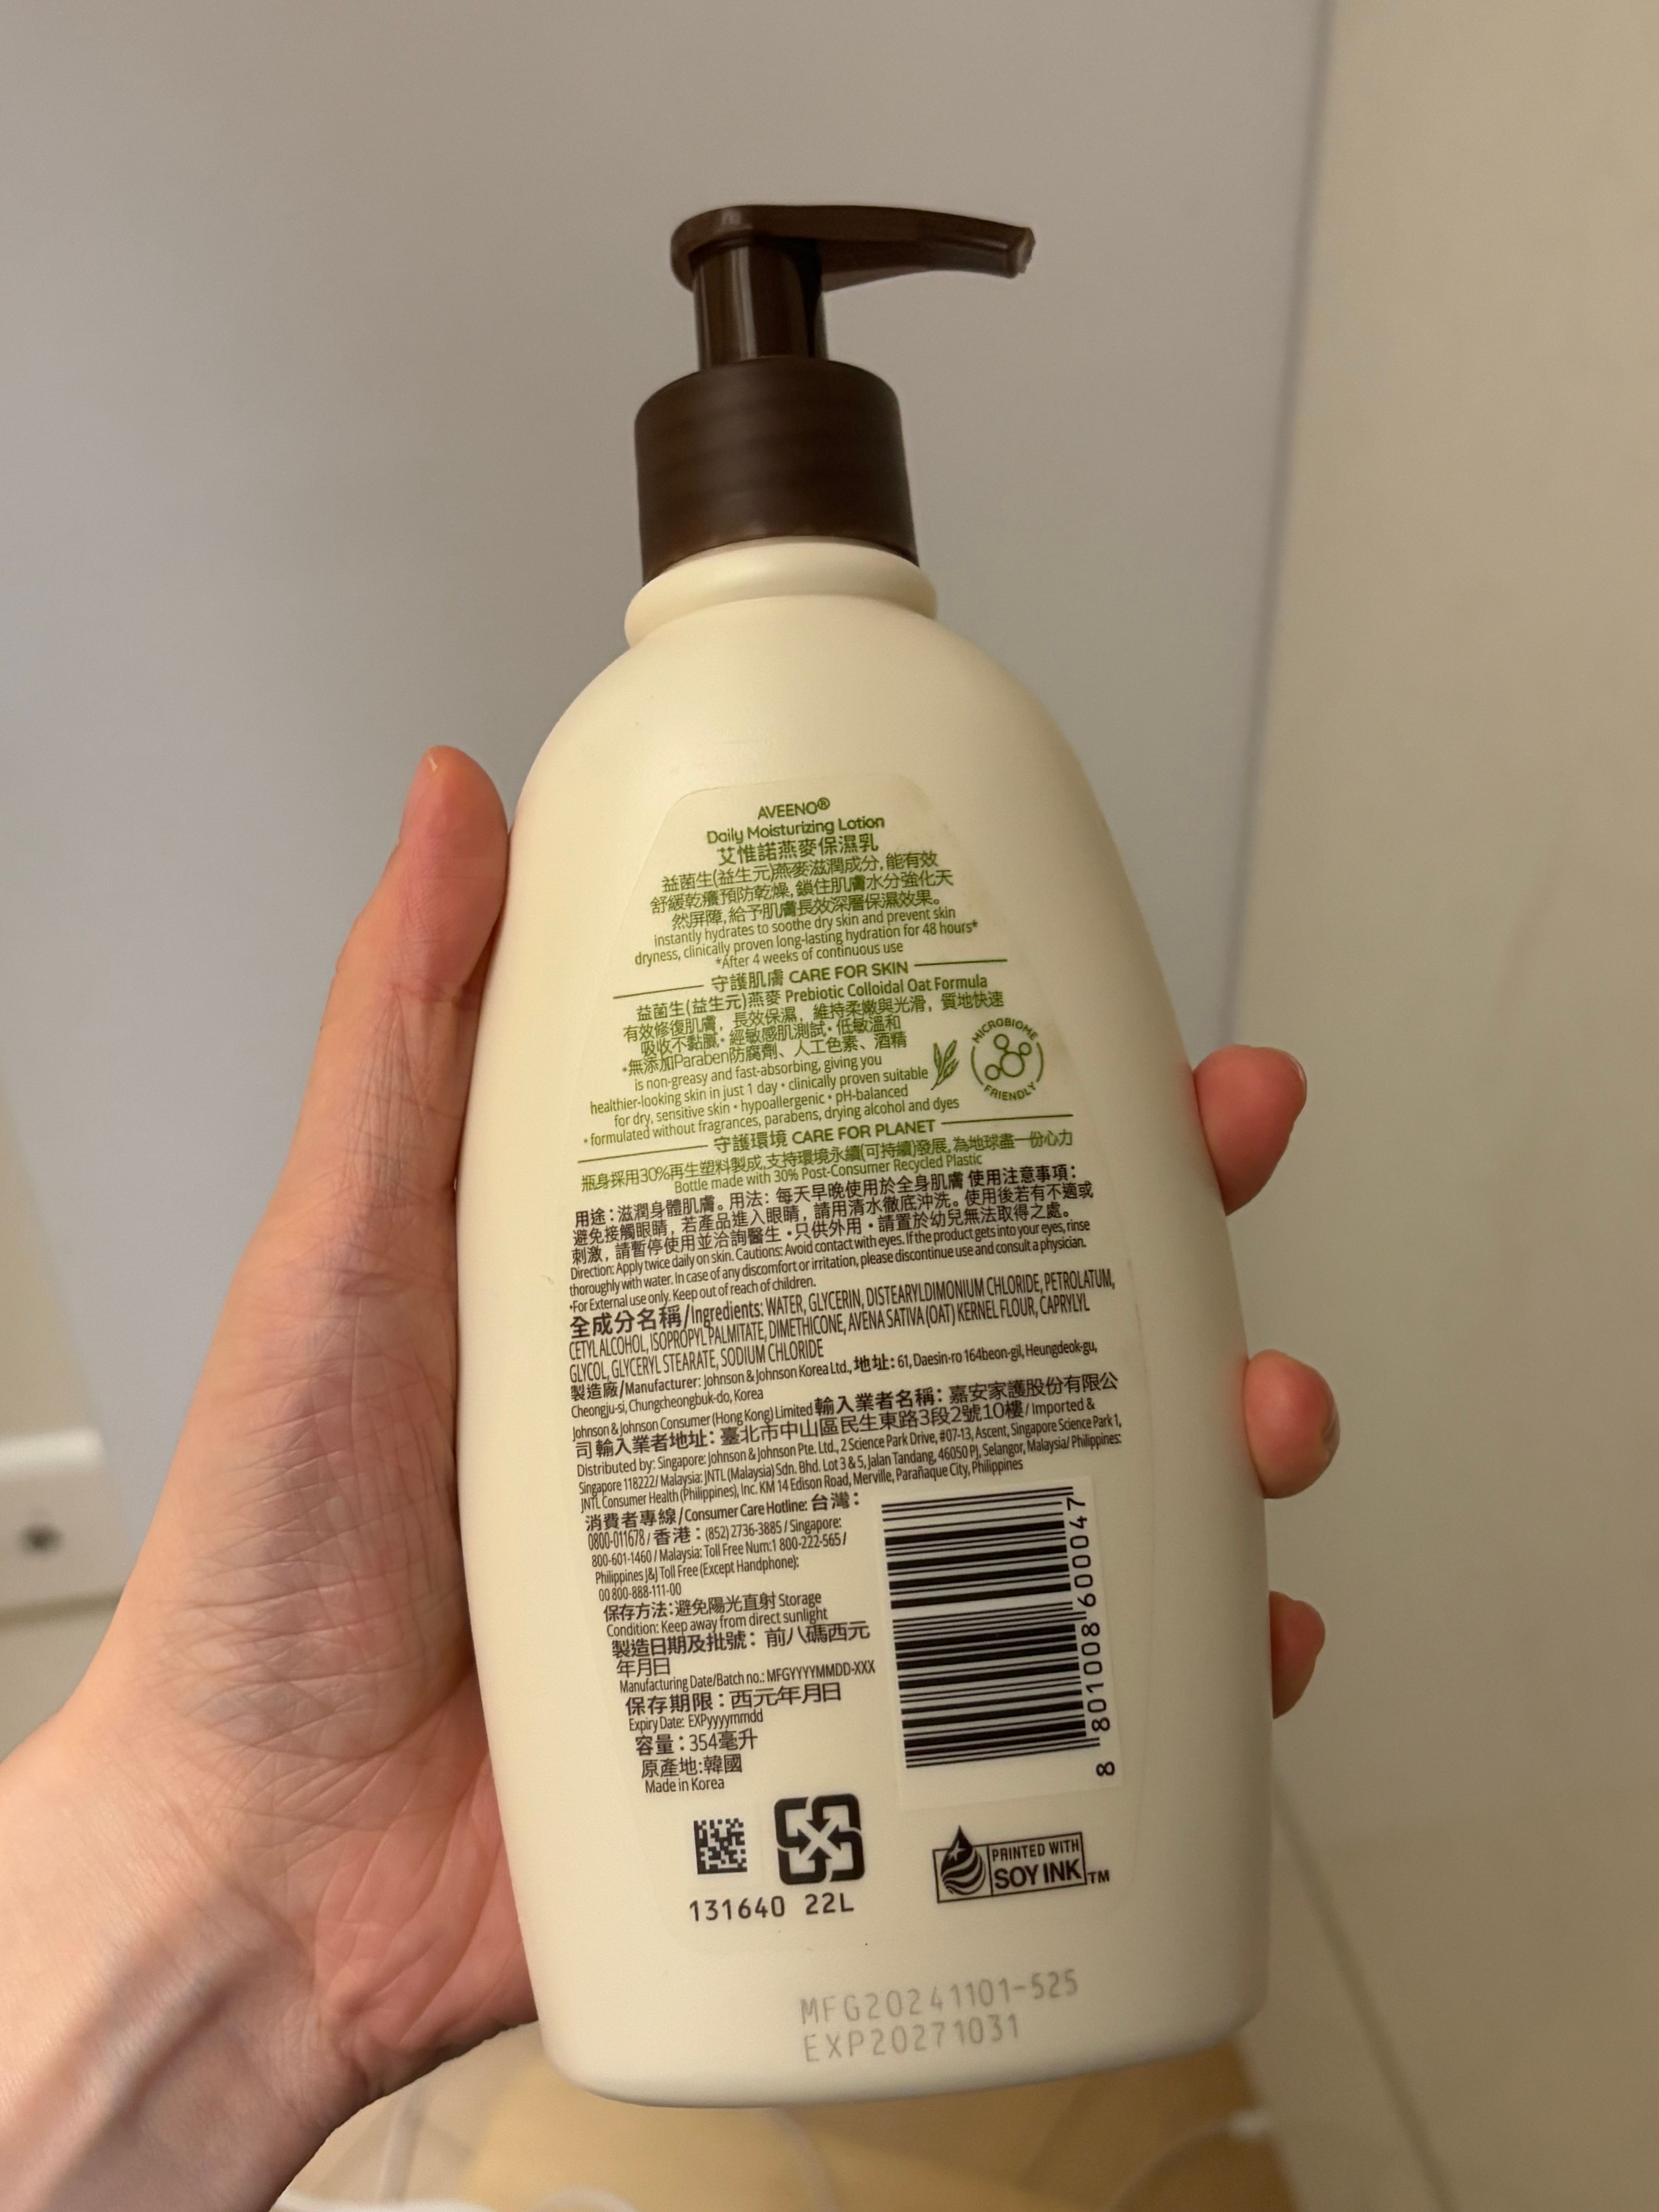 AVEENO®
Daily Moisturizing Lotion
艾惟諾燕麥保濕乳
益菌生(益生元)燕麥滋潤成分,能有效
舒緩乾癢預防乾燥,鎖住肌膚水分強化天
然屏障,給予肌膚長效深層保濕效果。
instantly hydrates to soothe dry skin and prevent skin
dryness, clinically proven long-lasting hydration for 48 hours*
*After 4 weeks of continuous use
守護肌膚 CARE FOR SKIN
益菌生(益生元)燕麥 Prebiotic Colloidal Oat Formula
有效修復肌膚，長效保濕，維持柔嫩與光滑，質地快速
吸收不黏膩•經敏感肌測試•低敏溫和
•無添加Paraben防腐劑、人工色素、酒精
is non-greasy and fast-absorbing, giving you
healthier-looking skin in just 1 day • clinically proven suitable
for dry, sensitive skin • hypoallergenic • pH-balanced
• formulated without fragrances, parabens, drying alcohol and dyes
MICROBIOME
FRIENDLY
守護環境 CARE FOR PLANET
瓶身採用30%再生塑料製成,支持環境永續(可持續)發展,為地球盡一份心力
Bottle made with 30% Post-Consumer Recycled Plastic
用途：滋潤身體肌膚。用法：每天早晚使用於全身肌膚 使用注意事項：
避免接觸眼睛，若產品進入眼睛，請用清水徹底沖洗。使用後若有不適或
刺激，請暫停使用並洽詢醫生•只供外用•請置於幼兒無法取得之處。
Direction: Apply twice daily on skin. Cautions: Avoid contact with eyes. If the product gets into your eyes, rinse
thoroughly with water. In case of any discomfort or irritation, please discontinue use and consult a physician.
•For External use only. Keep out of reach of children.
全成分名稱/Ingredients: WATER, GLYCERIN, DISTEARYLDIMONIUM CHLORIDE, PETROLATUM,
CETYL ALCOHOL, ISOPROPYL PALMITATE, DIMETHICONE, AVENA SATIVA (OAT) KERNEL FLOUR, CAPRYLYL
GLYCOL, GLYCERYL STEARATE, SODIUM CHLORIDE
製造廠/Manufacturer: Johnson & Johnson Korea Ltd., 地址: 61, Daesin-ro 164beon-gil, Heungdeok-gu,
Cheongju-si, Chungcheongbuk-do, Korea
Johnson & Johnson Consumer (Hong Kong) Limited 輸入業者名稱：嘉安家護股份有限公
司 輸入業者地址：臺北市中山區民生東路3段2號10樓/ Imported &
Distributed by: Singapore: Johnson & Johnson Pte. Ltd., 2 Science Park Drive, #07-13, Ascent, Singapore Science Park 1,
Singapore 118222/ Malaysia: JNTL (Malaysia) Sdn. Bhd. Lot 3 & 5, Jalan Tandang, 46050 PJ, Selangor, Malaysia/ Philippines:
JNTL Consumer Health (Philippines), Inc. KM 14 Edison Road, Merville, Parañaque City, Philippines
消費者專線/Consumer Care Hotline: 台灣：
0800-011678 / 香港：(852) 2736-3885 / Singapore:
800-601-1460 / Malaysia: Toll Free Num:1 800-222-565 /
Philippines J&J Toll Free (Except Handphone):
00 800-888-111-00
保存方法:避免陽光直射 Storage
Condition: Keep away from direct sunlight
製造日期及批號：前八碼西元
年月日
Manufacturing Date/Batch no.: MFGYYYYMMDD-XXX
保存期限：西元年月日
Expiry Date: EXPyyyymmdd
容量：354毫升
原產地:韓國
Made in Korea
8 801008 600047
131640 22L
PRINTED WITH
SOY INK™
MFG20241101-525
EXP20271031